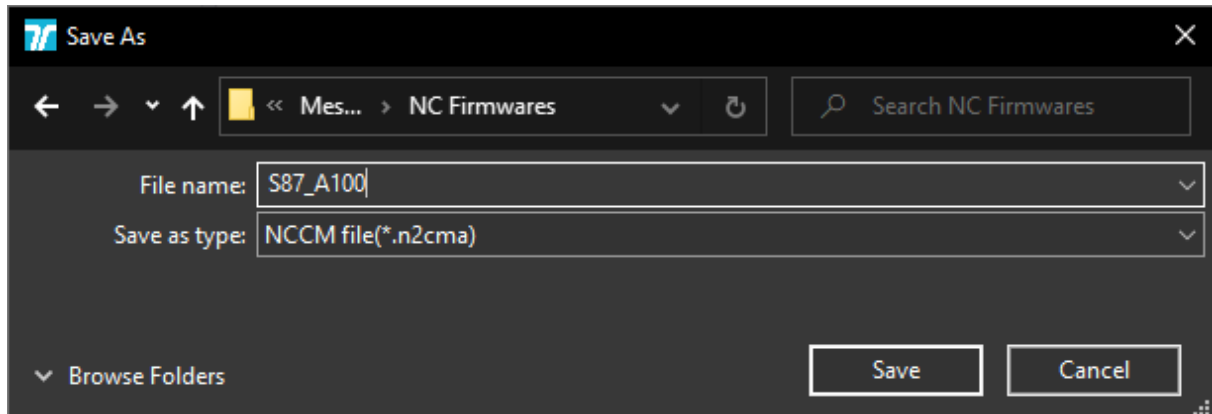 Save As
« Mes... › NC Firmwares
Search NC Firmwares
File name: S87_A100
Save as type: NCCM file(*.n2cma)
Browse Folders
Save
Cancel